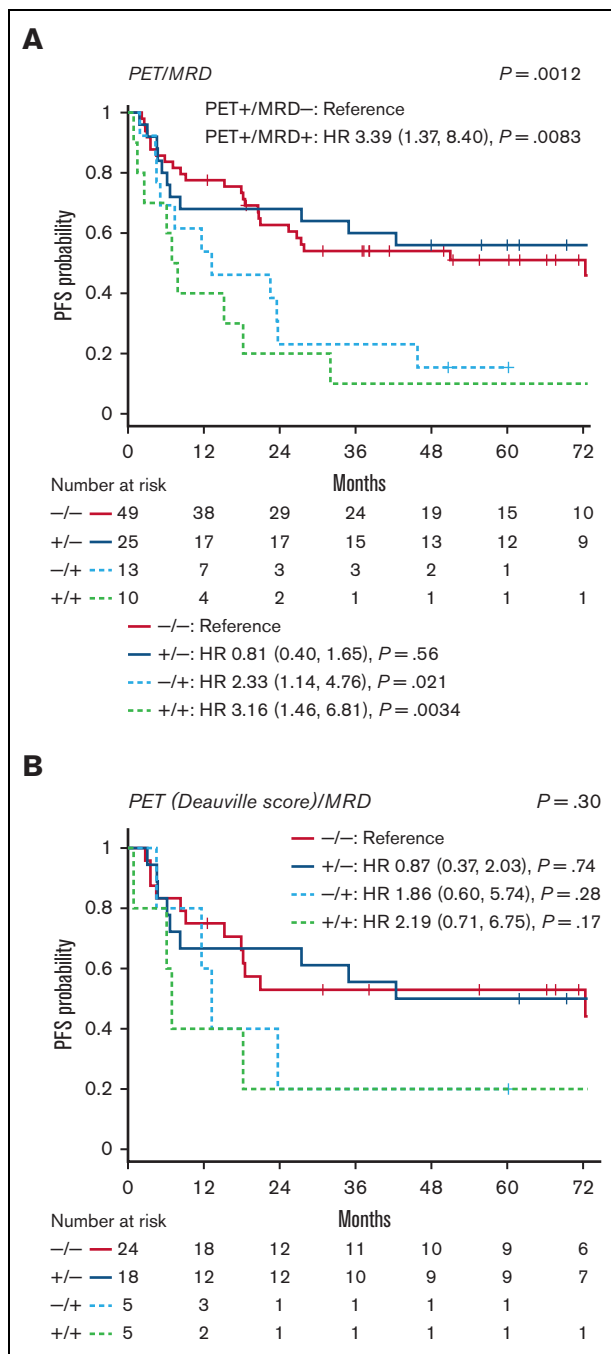 A
PET/MRD P = .0012
PET+/MRD−: Reference
PET+/MRD+: HR 3.39 (1.37, 8.40), P = .0083
PFS probability
1
0.8
0.6
0.4
0.2
0
0 12 24 36 48 60 72
Number at risk Months
−/− 49 38 29 24 19 15 10
+/− 25 17 17 15 13 12 9
−/+ 13 7 3 3 2 1
+/+ 10 4 2 1 1 1 1
−/−: Reference
+/−: HR 0.81 (0.40, 1.65), P = .56
−/+: HR 2.33 (1.14, 4.76), P = .021
+/+: HR 3.16 (1.46, 6.81), P = .0034
B
PET (Deauville score)/MRD P = .30
−/−: Reference
+/−: HR 0.87 (0.37, 2.03), P = .74
−/+: HR 1.86 (0.60, 5.74), P = .28
+/+: HR 2.19 (0.71, 6.75), P = .17
PFS probability
1
0.8
0.6
0.4
0.2
0
0 12 24 36 48 60 72
Number at risk Months
−/− 24 18 12 11 10 9 6
+/− 18 12 12 10 9 9 7
−/+ 5 3 1 1 1 1
+/+ 5 2 1 1 1 1 1